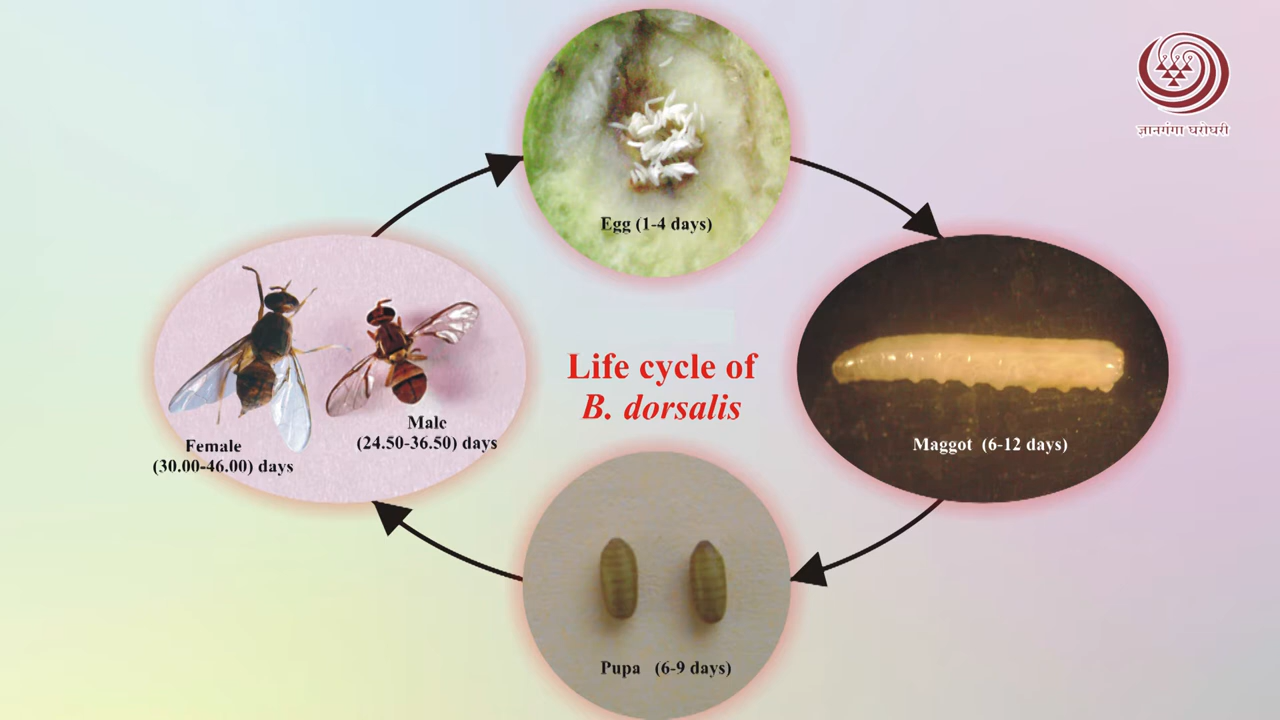 ज्ञानगंगा घरोघरी
Egg (1-4 days)
Life cycle of
B. dorsalis
Female
(30.00-46.00) days
Male
(24.50-36.50) days
Maggot (6-12 days)
Pupa (6-9 days)